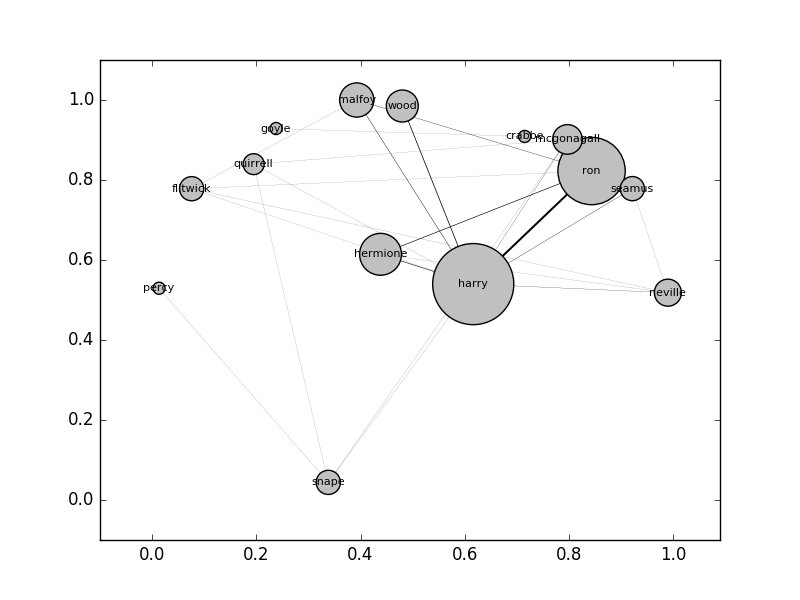 1.0
0.8
0.6
0.4
0.2
0.0
malfoy
wood
goyle
crabbe
mcgonagall
quirrell
ron
flitwick
seamus
hermione
harry
percy
neville
snape
0.0 0.2 0.4 0.6 0.8 1.0